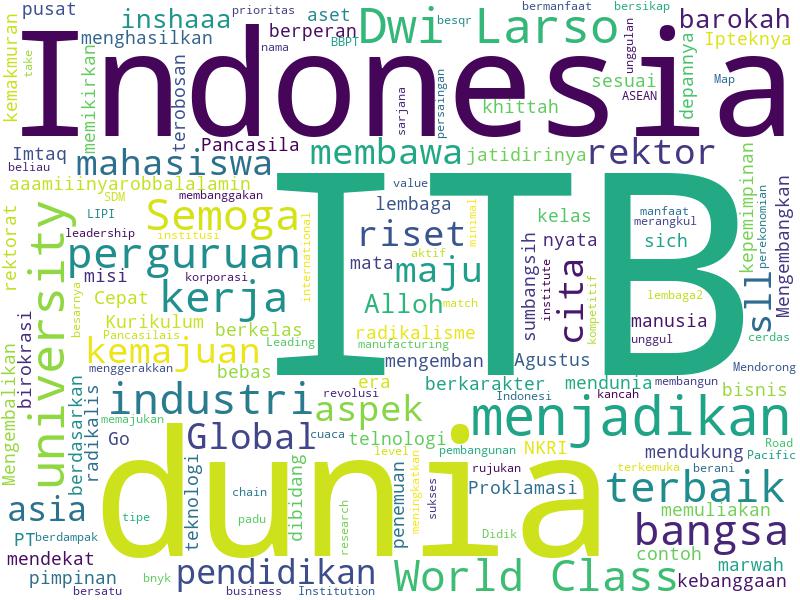 pusat
prioritas
bermanfaat
bersikap
inshaaa
aset
Dwi Larso
barokah
menghasilkan
berperan
BBPT
besqr
unggulan
Ipteknya
kemakmuran
take
nama
Indonesia
memikirkan
terobosan
sarjana
persaingan
khittah
sesuai
ASEAN
depannya
Map
Pancasila
Imtaq
beliau
mahasiswa
membawa
jatidirinya
rektor
aaamiiinyarobbalalamin
membanggakan
value
ITB
SDM
LIPI
Semoga
lembaga
kelas
manfaat
merangkul
kepemimpinan
perekonomian
Mengembangkan
rektorat
university
leadership
institusi
international
riset
minimal
sumbangsih
institute
nyata
sich
perguruan
misi
korporasi
mata
aktif
maju
cita
kompetitif
sll
besarnya
Cepat
kerja
Alloh
match
lembaga2
manusia
birokrasi
Kurikulum
Pancasilais
berkelas
radikalisme
unggul
cerdas
kemajuan
Leading
manufacturing
bebas
mengemban
Agustus
Mendorong
Mengembalikan
menggerakkan
era
berkarakter
mendunia
membangun
berdasarkan
radikalis
industri
revolusi
aspek
Indonesi
kancah
bisnis
memajukan
menjadikan
Go
Global
cuaca
telnologi
level
pembangunan
NKRI
mendukung
Road
Pacific
dunia
teknologi
dibidang
penemuan
meningkatkan
rujukan
terkemuka
berani
asia
chain
research
sukses
Proklamasi
terbaik
memuliakan
PT
berdampak
tipe
padu
Didik
bangsa
contoh
mendekat
marwah
pimpinan
bersatu
bnyk
pendidikan
business
Institution
World Class
kebanggaan